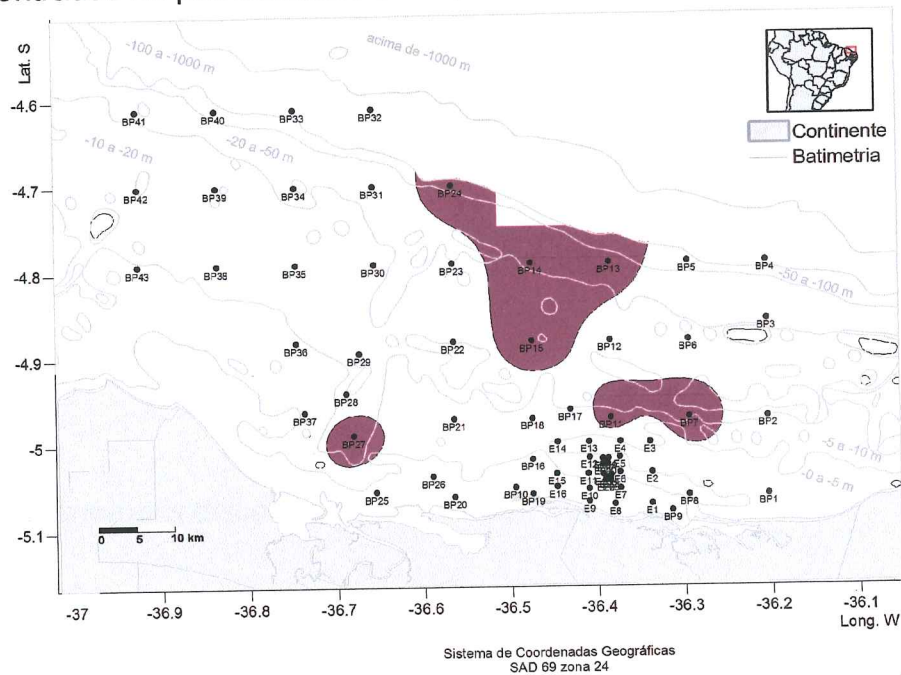 Lat. S
-100 a -1000 m
acima de -1000 m
Continente
Batimetria
-4.6
BP41
BP40
BP33
BP32
-10 a -20 m
-20 a -50 m
-4.7
BP42
BP39
BP34
BP31
BP24
-4.8
BP43
BP38
BP35
BP30
BP23
BP14
BP13
BP5
BP4
-50 a -100 m
BP3
BP36
BP29
BP22
BP15
BP12
BP6
-4.9
BP28
BP37
BP21
BP18
BP17
BP11
BP7
BP2
-5 a -10 m
-5
BP27
E14
E13
E4
E3
BP16
E12
E5
-0 a -5 m
BP26
E15
E11
E6
E2
BP25
BP20
BP10
BP19
E16
E10
E7
BP8
BP1
E9
E8
E1
BP9
-5.1
0 5 10 km
-37 -36.9 -36.8 -36.7 -36.6 -36.5 -36.4 -36.3 -36.2 -36.1
Long. W
Sistema de Coordenadas Geográficas
SAD 69 zona 24